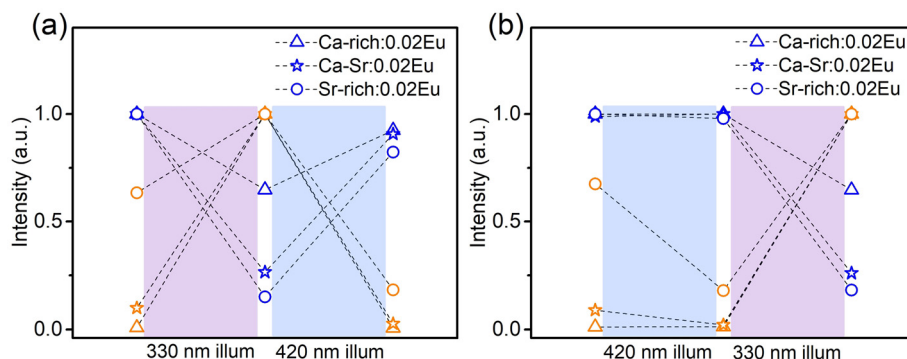 (a)
Ca-rich:0.02Eu
Ca-Sr:0.02Eu
Sr-rich:0.02Eu
1.0
0.5
0.0
Intensity (a.u.)
330 nm illum
420 nm illum
(b)
Ca-rich:0.02Eu
Ca-Sr:0.02Eu
Sr-rich:0.02Eu
1.0
0.5
0.0
Intensity (a.u.)
420 nm illum
330 nm illum